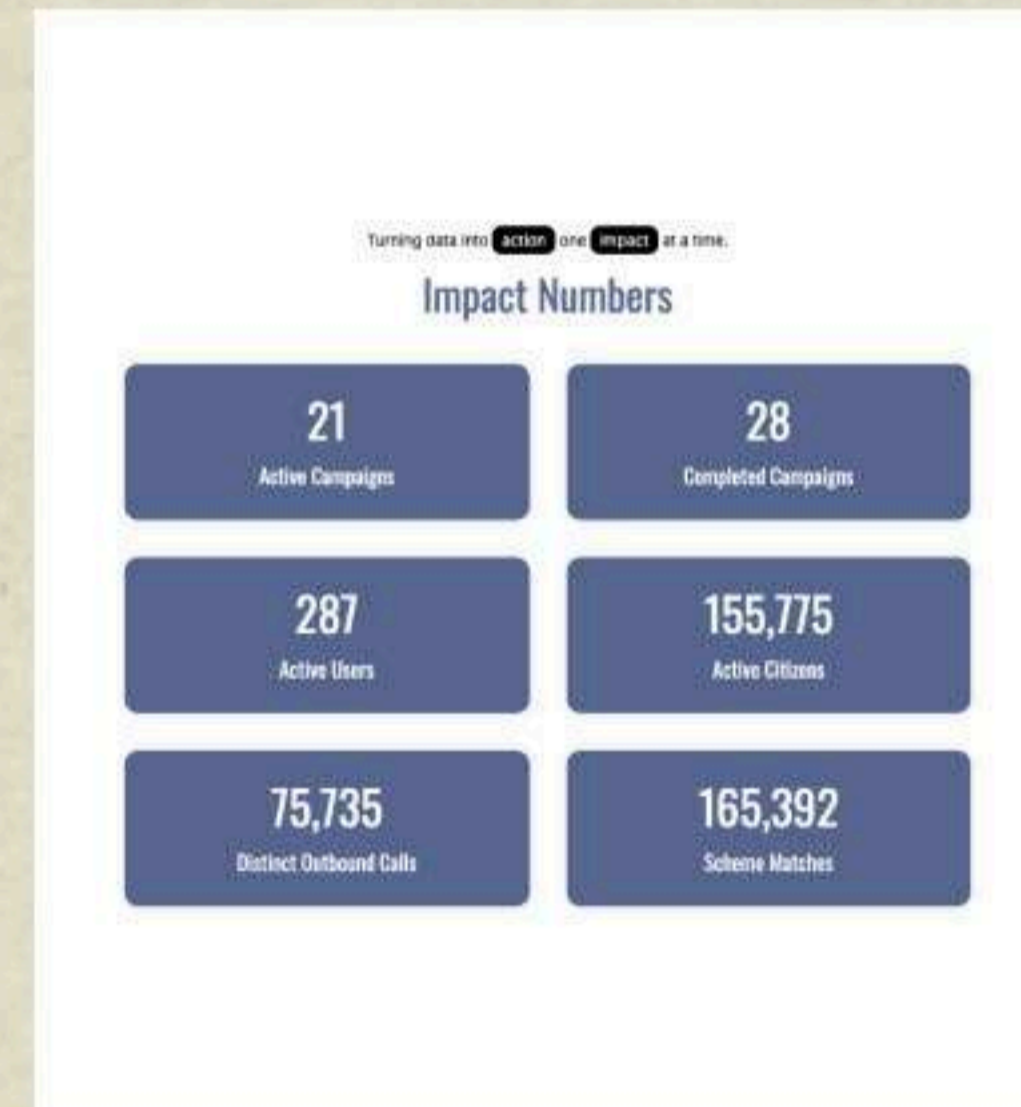 Turning data into action one impact at a time.
Impact Numbers
21
Active Campaigns
28
Completed Campaigns
287
Active Users
155,775
Active Citizens
75,735
Distinct Outbound Calls
165,392
Scheme Matches